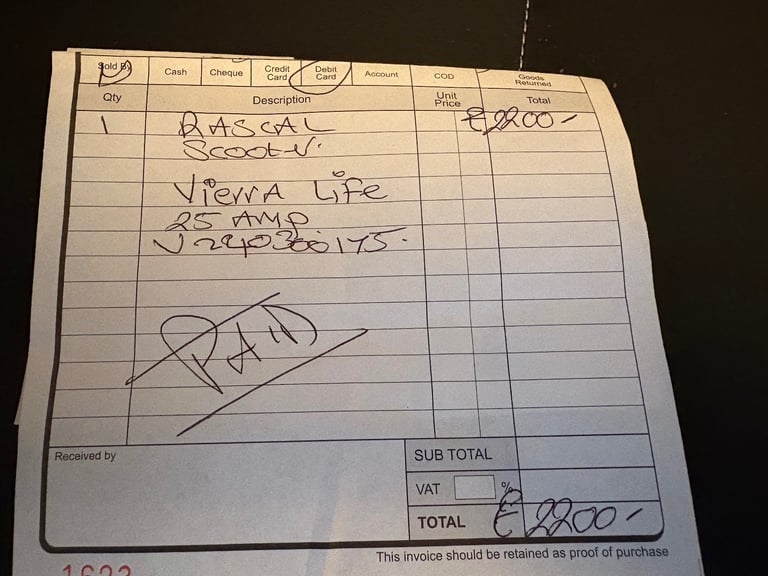 Sold By Cash Cheque Credit Card Debit Card Account COD Goods Returned
Qty Description Unit Price Total
1 RASCAL £2200-
Scooter.
Vierra Life
25 AMP
PAID
Received by
SUB TOTAL
VAT %
TOTAL £2200-
This invoice should be retained as proof of purchase